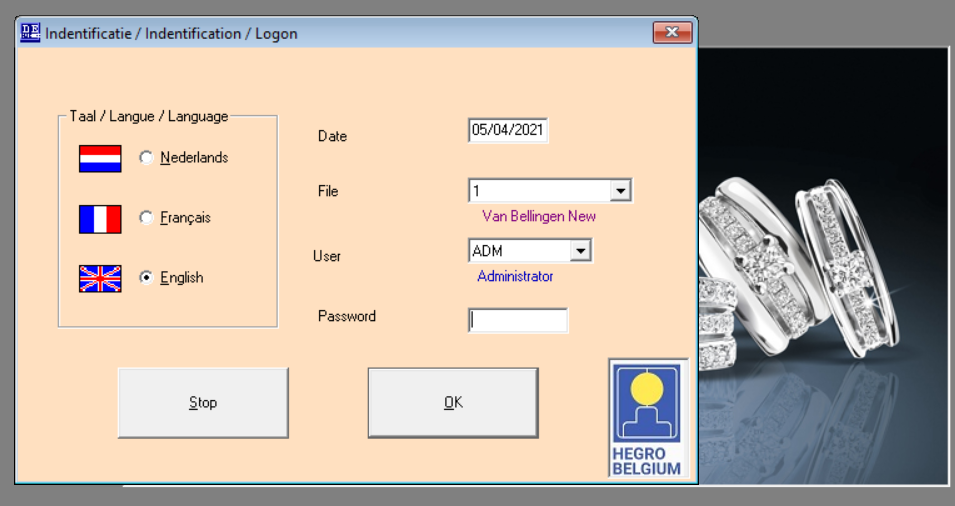 Indentificatie / Indentification / Logon
Taal / Langue / Language
Nederlands
Français
English
Date
05/04/2021
File
1
Van Bellingen New
User
ADM
Administrator
Password
Stop
OK
HEGRO
BELGIUM